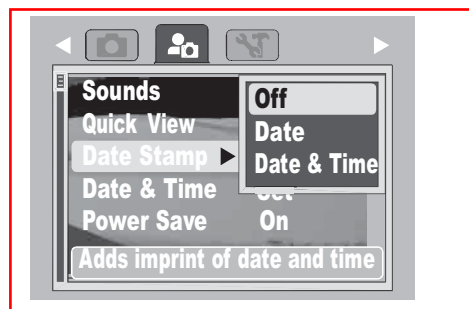 Sounds
Off
Quick View
Date
Date Stamp
Date & Time
Date & Time
Power Save On
Adds imprint of date and time